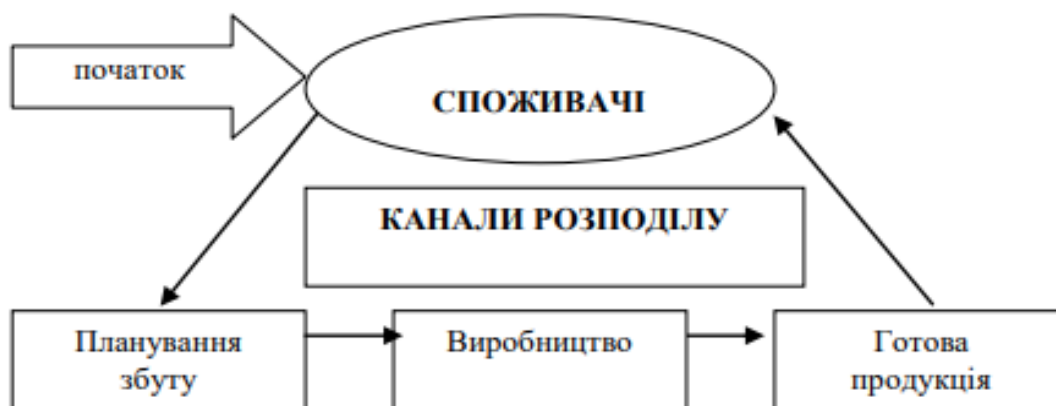 початок
СПОЖИВАЧІ
КАНАЛИ РОЗПОДІЛУ
Планування
збуту
Виробництво
Готова
продукція